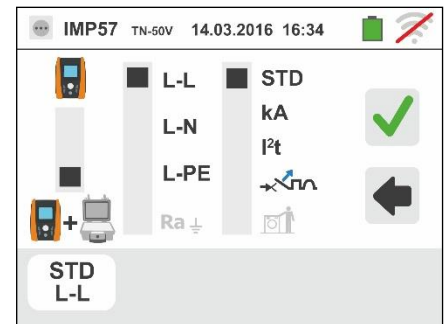 IMP57 TN-50V 14.03.2016 16:34
L-L STD
L-N kA
I²t
L-PE
Ra
+
STD
L-L